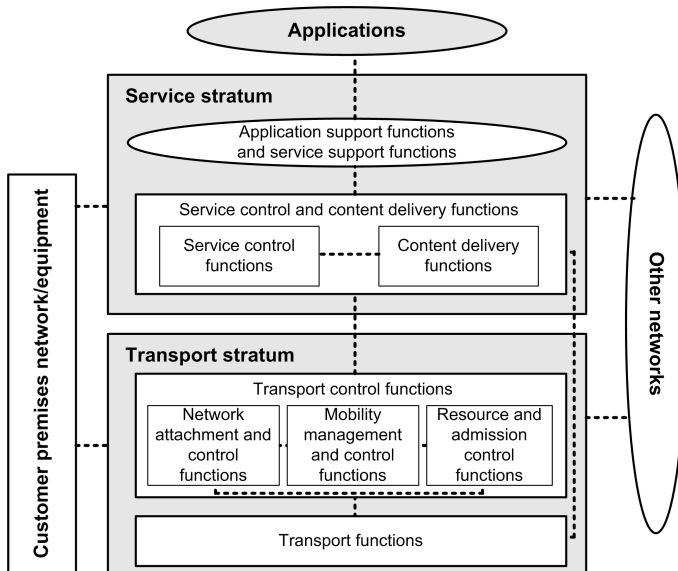 Applications
Service stratum
Application support functions
and service support functions
Service control and content delivery functions
Service control
functions
Content delivery
functions
Customer premises network/equipment
Other networks
Transport stratum
Transport control functions
Network
attachment and
control
functions
Mobility
management
and control
functions
Resource and
admission
control
functions
Transport functions